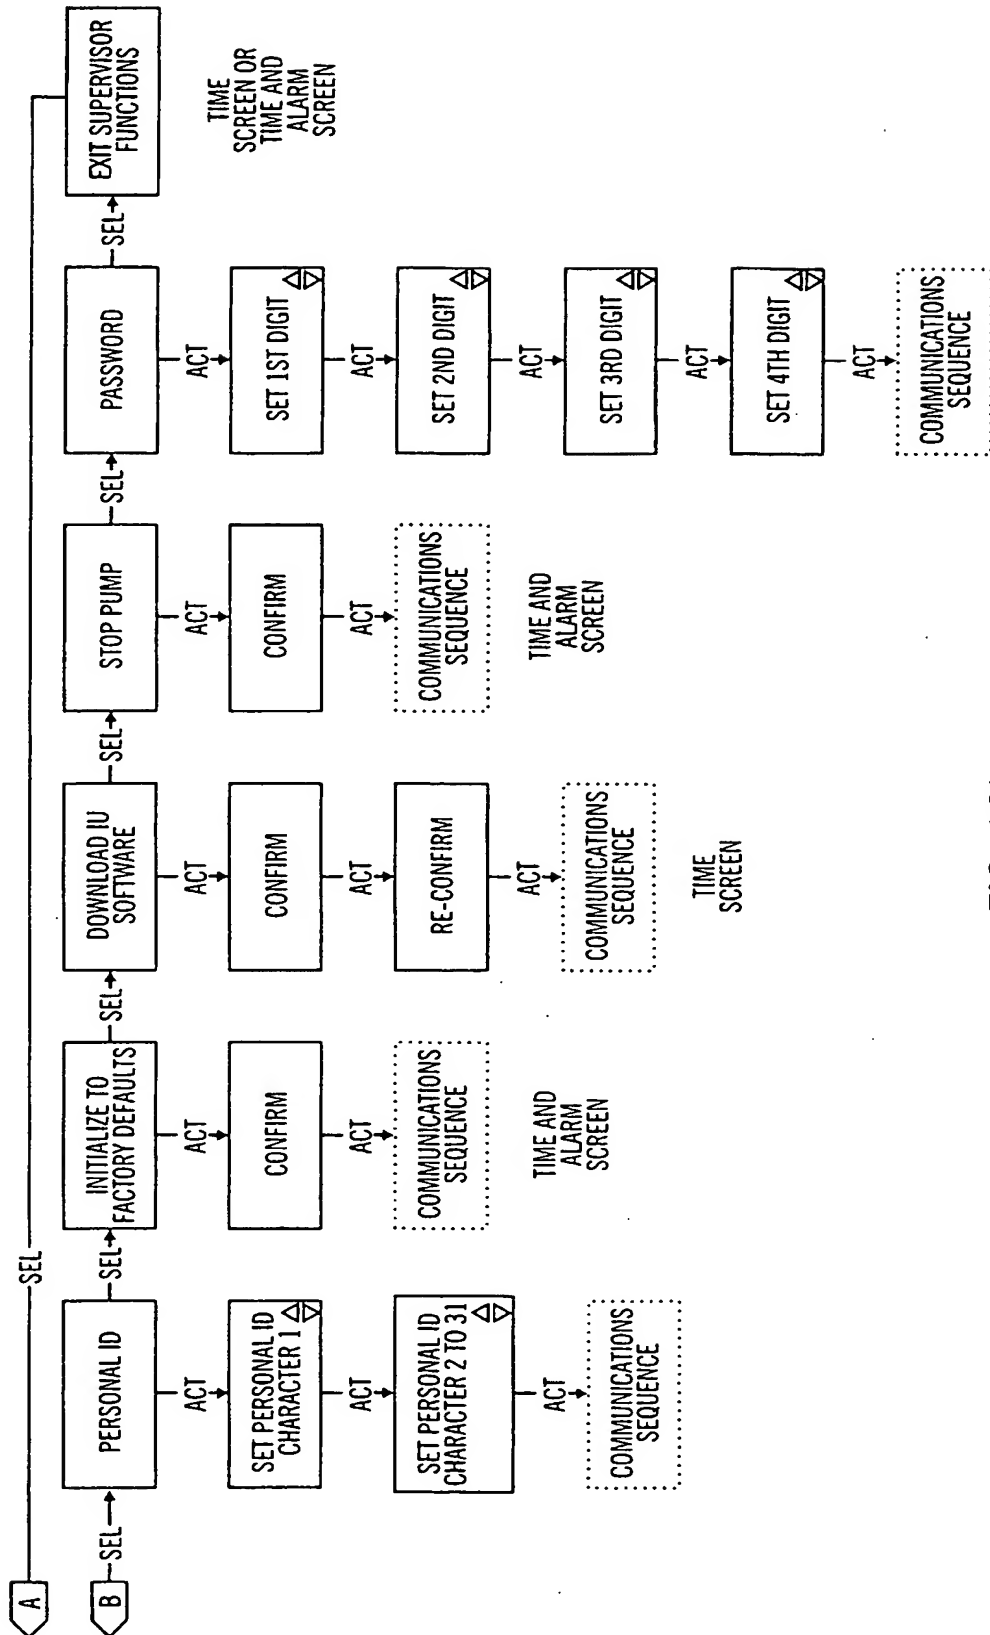 A
SEL
B
SEL
PERSONAL ID
SEL
INITIALIZE TO
FACTORY DEFAULTS
SEL
DOWNLOAD IU
SOFTWARE
SEL
STOP PUMP
SEL
PASSWORD
SEL
EXIT SUPERVISOR
FUNCTIONS
TIME
SCREEN OR
TIME AND
ALARM
SCREEN
ACT
SET PERSONAL ID
CHARACTER 1
ACT
SET PERSONAL ID
CHARACTER 2 TO 31
ACT
COMMUNICATIONS
SEQUENCE
ACT
CONFIRM
ACT
COMMUNICATIONS
SEQUENCE
TIME AND
ALARM
SCREEN
ACT
CONFIRM
ACT
RE-CONFIRM
ACT
COMMUNICATIONS
SEQUENCE
TIME
SCREEN
ACT
CONFIRM
ACT
COMMUNICATIONS
SEQUENCE
TIME AND
ALARM
SCREEN
ACT
SET 1ST DIGIT
ACT
SET 2ND DIGIT
ACT
SET 3RD DIGIT
ACT
SET 4TH DIGIT
ACT
COMMUNICATIONS
SEQUENCE